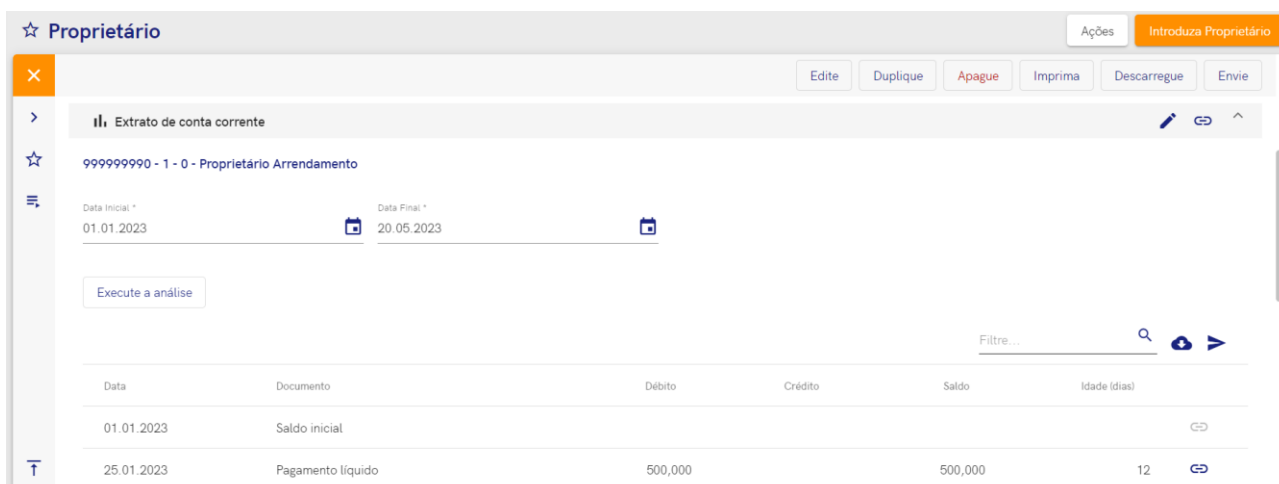 Proprietário
Ações
Introduza Proprietário
Edite
Duplique
Apague
Imprima
Descarregue
Envie
Extrato de conta corrente
999999990 - 1 - 0 - Proprietário Arrendamento
Data Inicial *
Data Final *
01.01.2023
20.05.2023
Execute a análise
Filtre...
Data Documento Débito Crédito Saldo Idade (dias)
01.01.2023 Saldo inicial
25.01.2023 Pagamento líquido 500,000 500,000 12